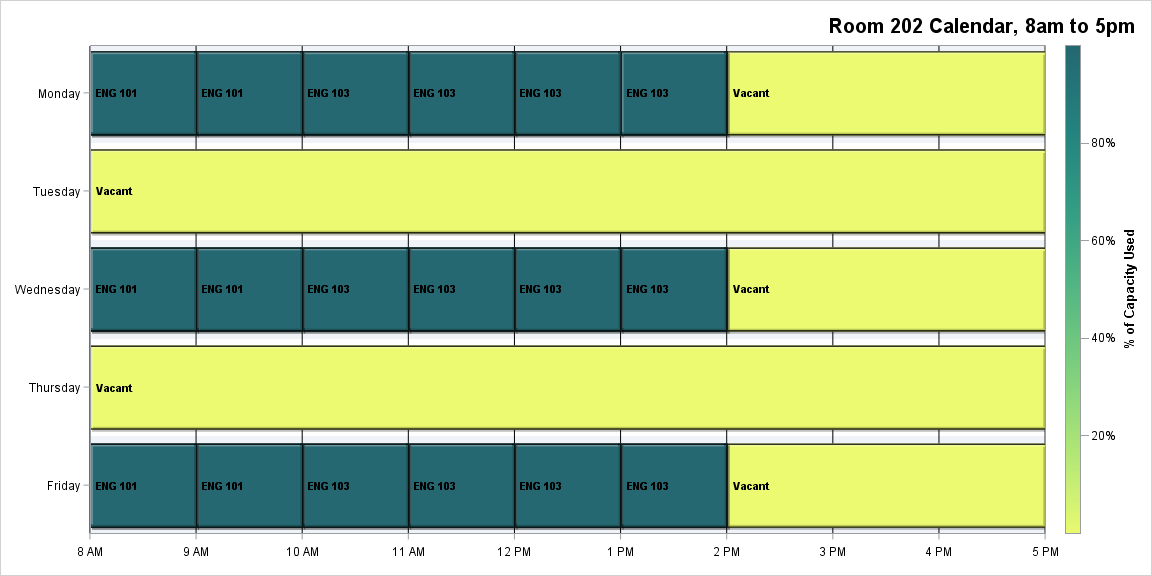 Room 202 Calendar, 8am to 5pm
Monday
ENG 101
ENG 101
ENG 103
ENG 103
ENG 103
ENG 103
Vacant
Tuesday
Vacant
Wednesday
ENG 101
ENG 101
ENG 103
ENG 103
ENG 103
ENG 103
Vacant
Thursday
Vacant
Friday
ENG 101
ENG 101
ENG 103
ENG 103
ENG 103
ENG 103
Vacant
8 AM
9 AM
10 AM
11 AM
12 PM
1 PM
2 PM
3 PM
4 PM
5 PM
80%
60%
40%
20%
% of Capacity Used